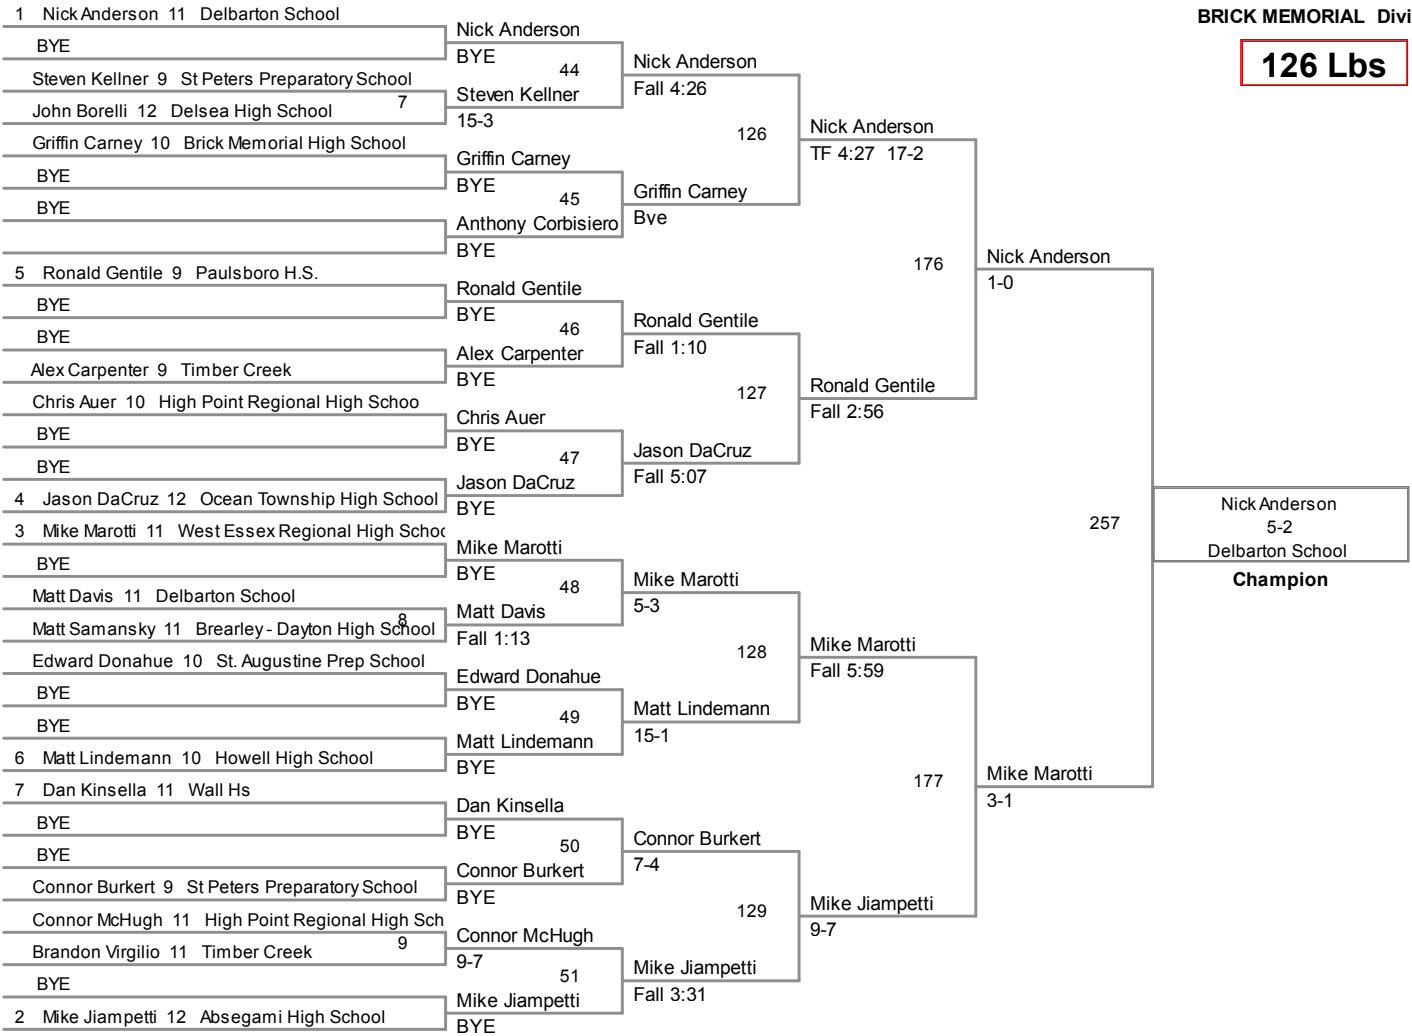 BRICK MEMORIAL Divi
126 Lbs
1 Nick Anderson 11 Delbarton School
BYE
Steven Kellner 9 St Peters Preparatory School
7
John Borelli 12 Delsea High School
Griffin Carney 10 Brick Memorial High School
BYE
BYE
5 Ronald Gentile 9 Paulsboro H.S.
BYE
BYE
Alex Carpenter 9 Timber Creek
Chris Auer 10 High Point Regional High Schoo
BYE
BYE
4 Jason DaCruz 12 Ocean Township High School
3 Mike Marotti 11 West Essex Regional High Schoo
BYE
Matt Davis 11 Delbarton School
8
Matt Samansky 11 Brearley - Dayton High School
Edward Donahue 10 St. Augustine Prep School
BYE
BYE
6 Matt Lindemann 10 Howell High School
7 Dan Kinsella 11 Wall Hs
BYE
BYE
Connor Burkert 9 St Peters Preparatory School
Connor McHugh 11 High Point Regional High Sch
9
Brandon Virgilio 11 Timber Creek
BYE
2 Mike Jiampetti 12 Absegami High School
Nick Anderson
BYE
44
Steven Kellner
15-3
Griffin Carney
BYE
45
Anthony Corbisiero
BYE
Ronald Gentile
BYE
46
Alex Carpenter
BYE
Chris Auer
BYE
47
Jason DaCruz
BYE
Mike Marotti
BYE
48
Matt Davis
Fall 1:13
Edward Donahue
BYE
49
Matt Lindemann
BYE
Dan Kinsella
BYE
50
Connor Burkert
BYE
Connor McHugh
9-7
51
Mike Jiampetti
BYE
Nick Anderson
Fall 4:26
126
Griffin Carney
Bye
Ronald Gentile
Fall 1:10
127
Jason DaCruz
Fall 5:07
Mike Marotti
5-3
128
Matt Lindemann
15-1
Connor Burkert
7-4
129
Mike Jiampetti
Fall 3:31
Nick Anderson
TF 4:27 17-2
176
Ronald Gentile
Fall 2:56
Mike Marotti
Fall 5:59
177
Mike Jiampetti
9-7
Nick Anderson
1-0
257
Mike Marotti
3-1
Nick Anderson
5-2
Delbarton School
Champion